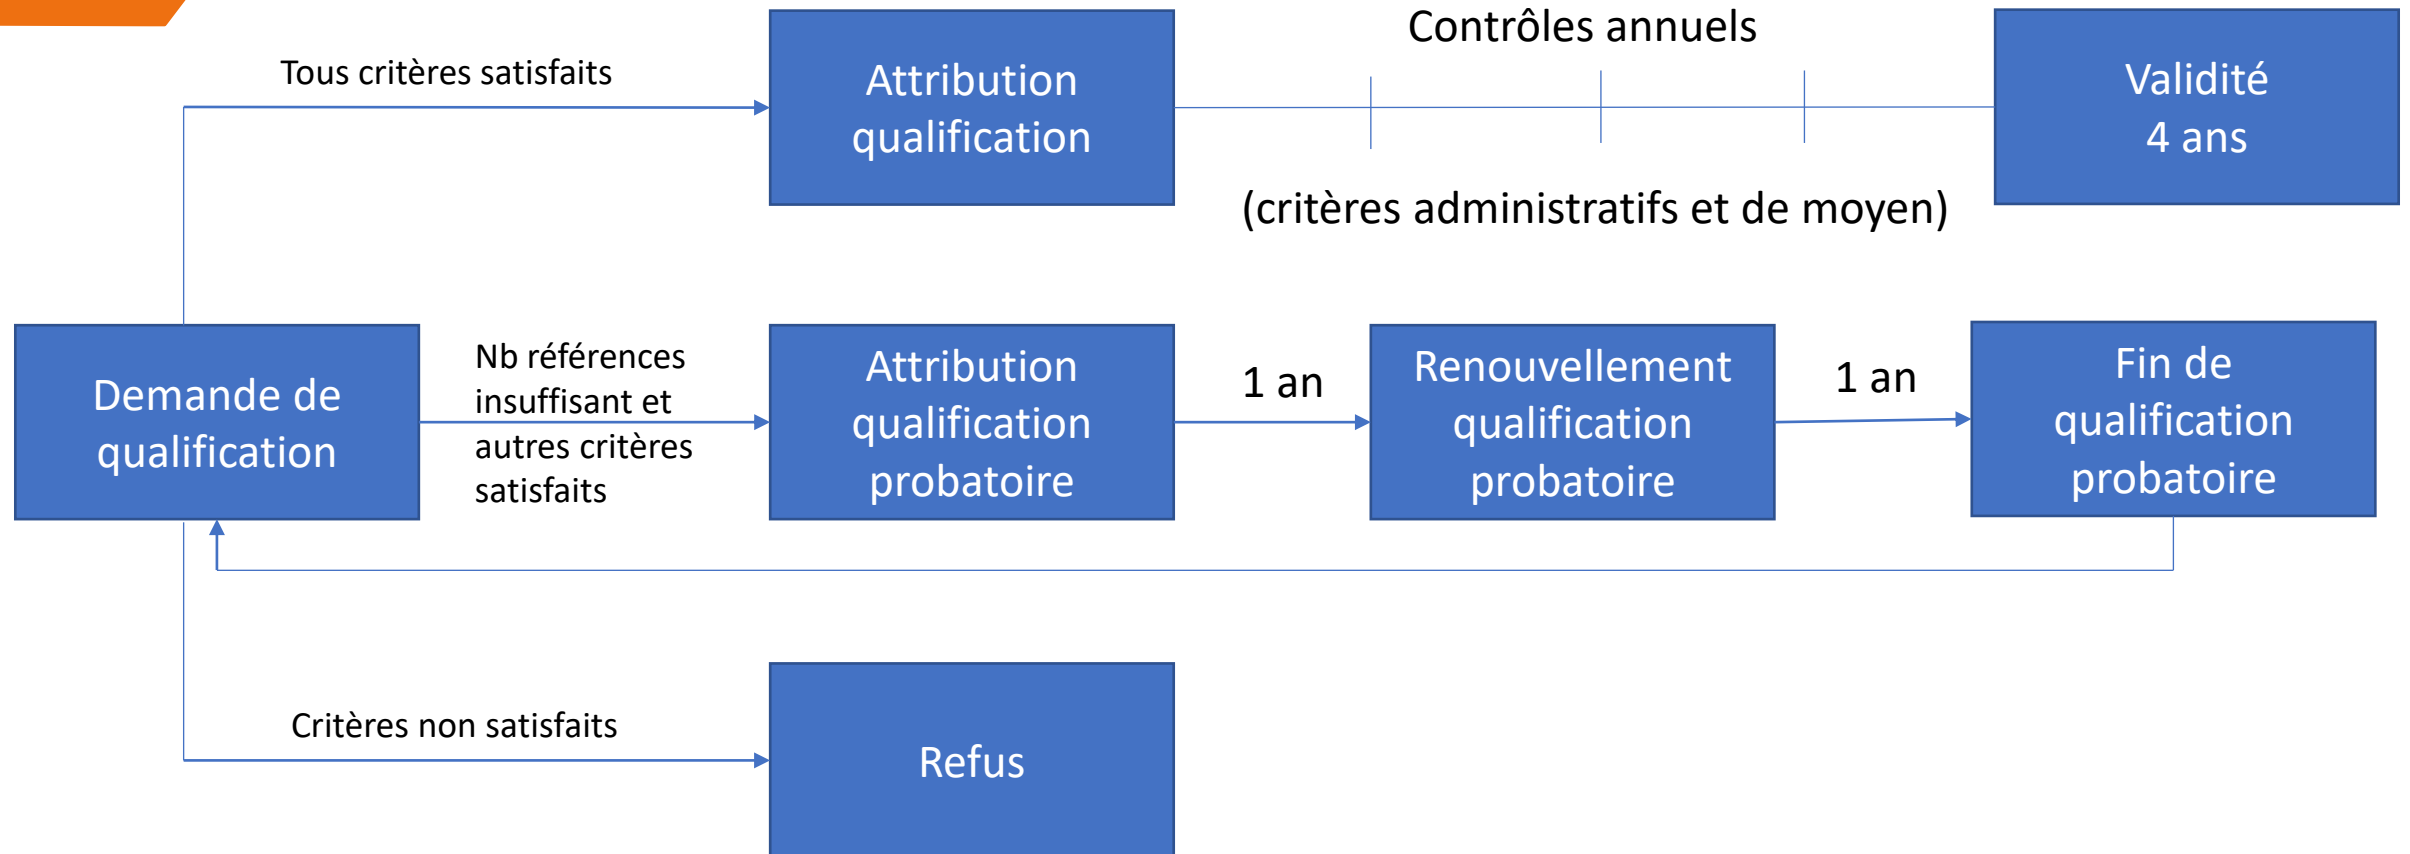 Tous critères satisfaits
Attribution
qualification
Contrôles annuels
(critères administratifs et de moyen)
Validité
4 ans
Demande de
qualification
Nb références
insuffisant et
autres critères
satisfaits
Attribution
qualification
probatoire
1 an
Renouvellement
qualification
probatoire
1 an
Fin de
qualification
probatoire
Critères non satisfaits
Refus